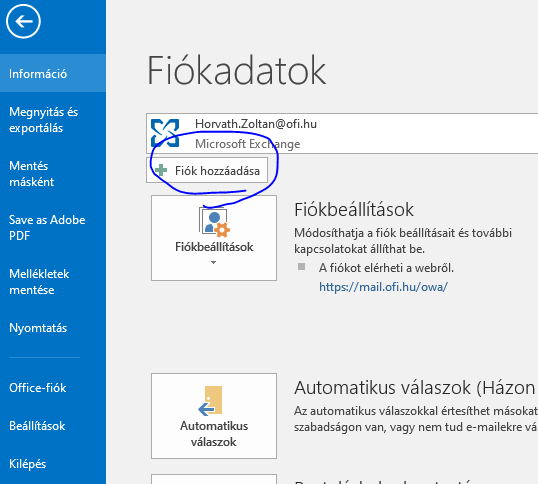 Információ
Megnyitás és
exportálás
Mentés
másként
Save as Adobe
PDF
Mellékletek
mentése
Nyomtatás
Office-fiók
Beállítások
Kilépés
Fiókadatok
Horvath.Zoltan@ofi.hu
Microsoft Exchange
Fiók hozzáadása
Fiókbeállítások
Fiókbeállítások
Módosíthatja a fiók beállításait és további
kapcsolatokat állíthat be.
A fiókot elérheti a webről.
https://mail.ofi.hu/owa/
Automatikus
válaszok
Automatikus válaszok (Házon
Az automatikus válaszokkal értesíthet másokat
szabadságon van, vagy nem tud e-mailekre vá